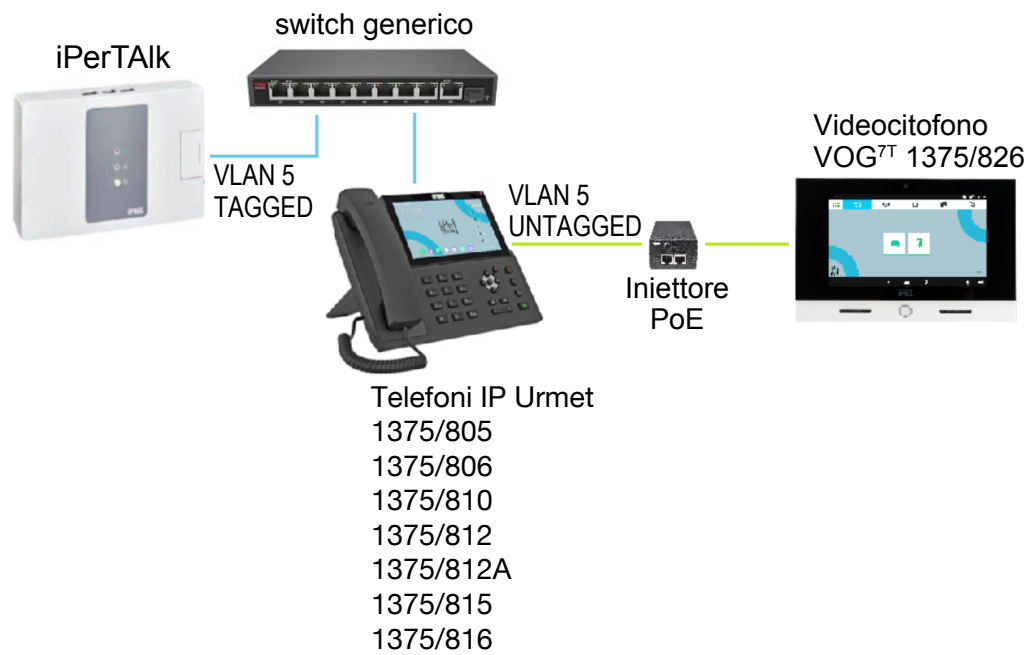 switch generico
iPerTAlk
Videocitofono
VOG7T 1375/826
VLAN 5
TAGGED
VLAN 5
UNTAGGED
Iniettore
PoE
Telefoni IP Urmet
1375/805
1375/806
1375/810
1375/812
1375/812A
1375/815
1375/816